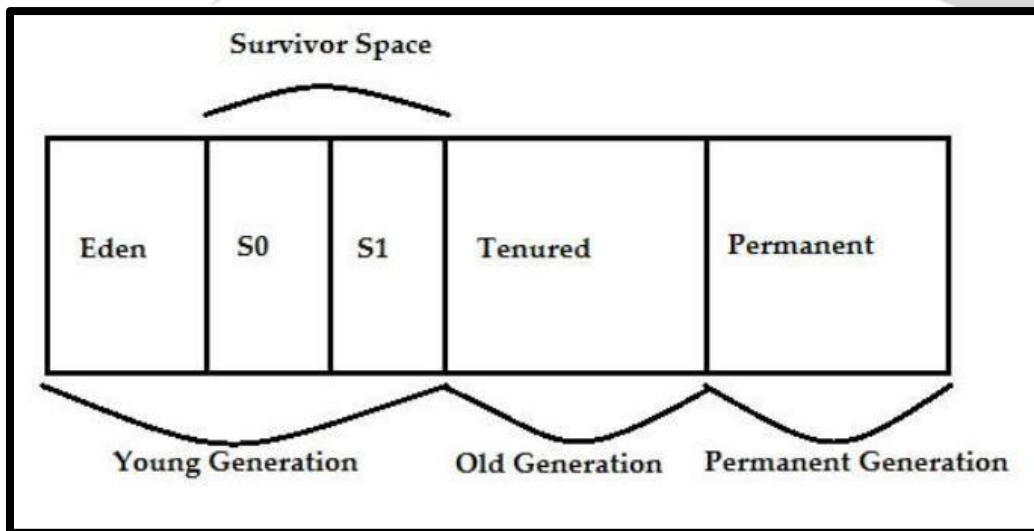 Survivor Space
Eden S0 S1 Tenured Permanent
Young Generation Old Generation Permanent Generation